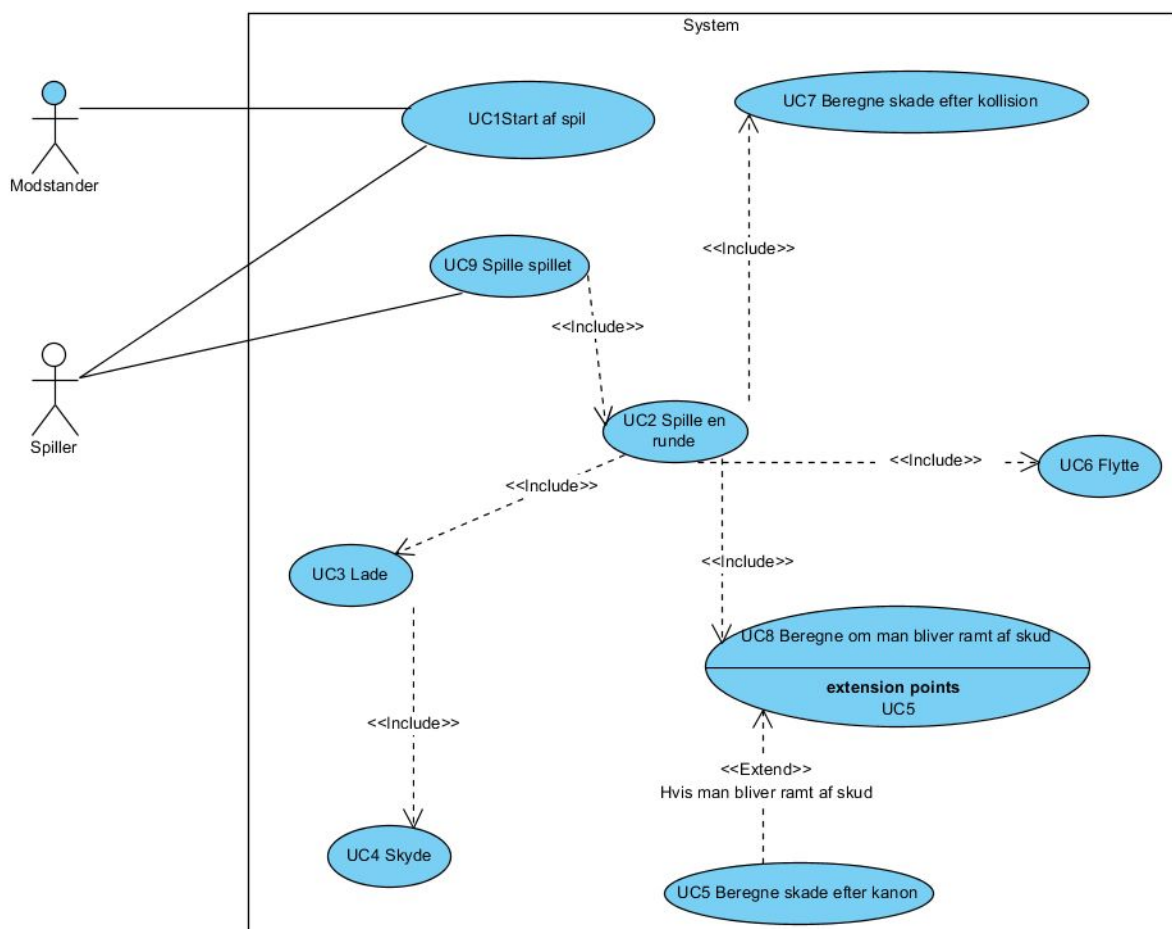 System
UC1Start af spil
UC7 Beregne skade efter kollision
Modstander
<<Include>>
UC9 Spille spillet
<<Include>>
Spiller
UC2 Spille en
runde
<<Include>>
UC6 Flytte
<<Include>>
UC3 Lade
<<Include>>
UC8 Beregne om man bliver ramt af skud
extension points
UC5
<<Include>>
<<Extend>>
Hvis man bliver ramt af skud
UC4 Skyde
UC5 Beregne skade efter kanon